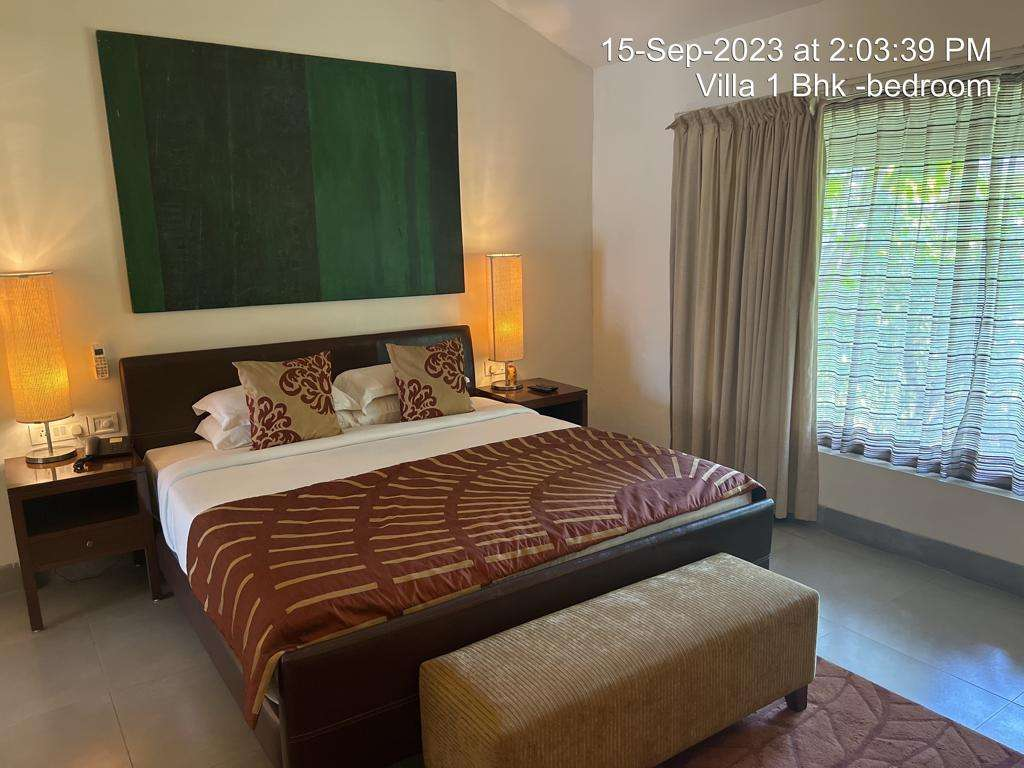 15-Sep-2023 at 2:03:39 PM
Villa 1 Bhk -bedroom